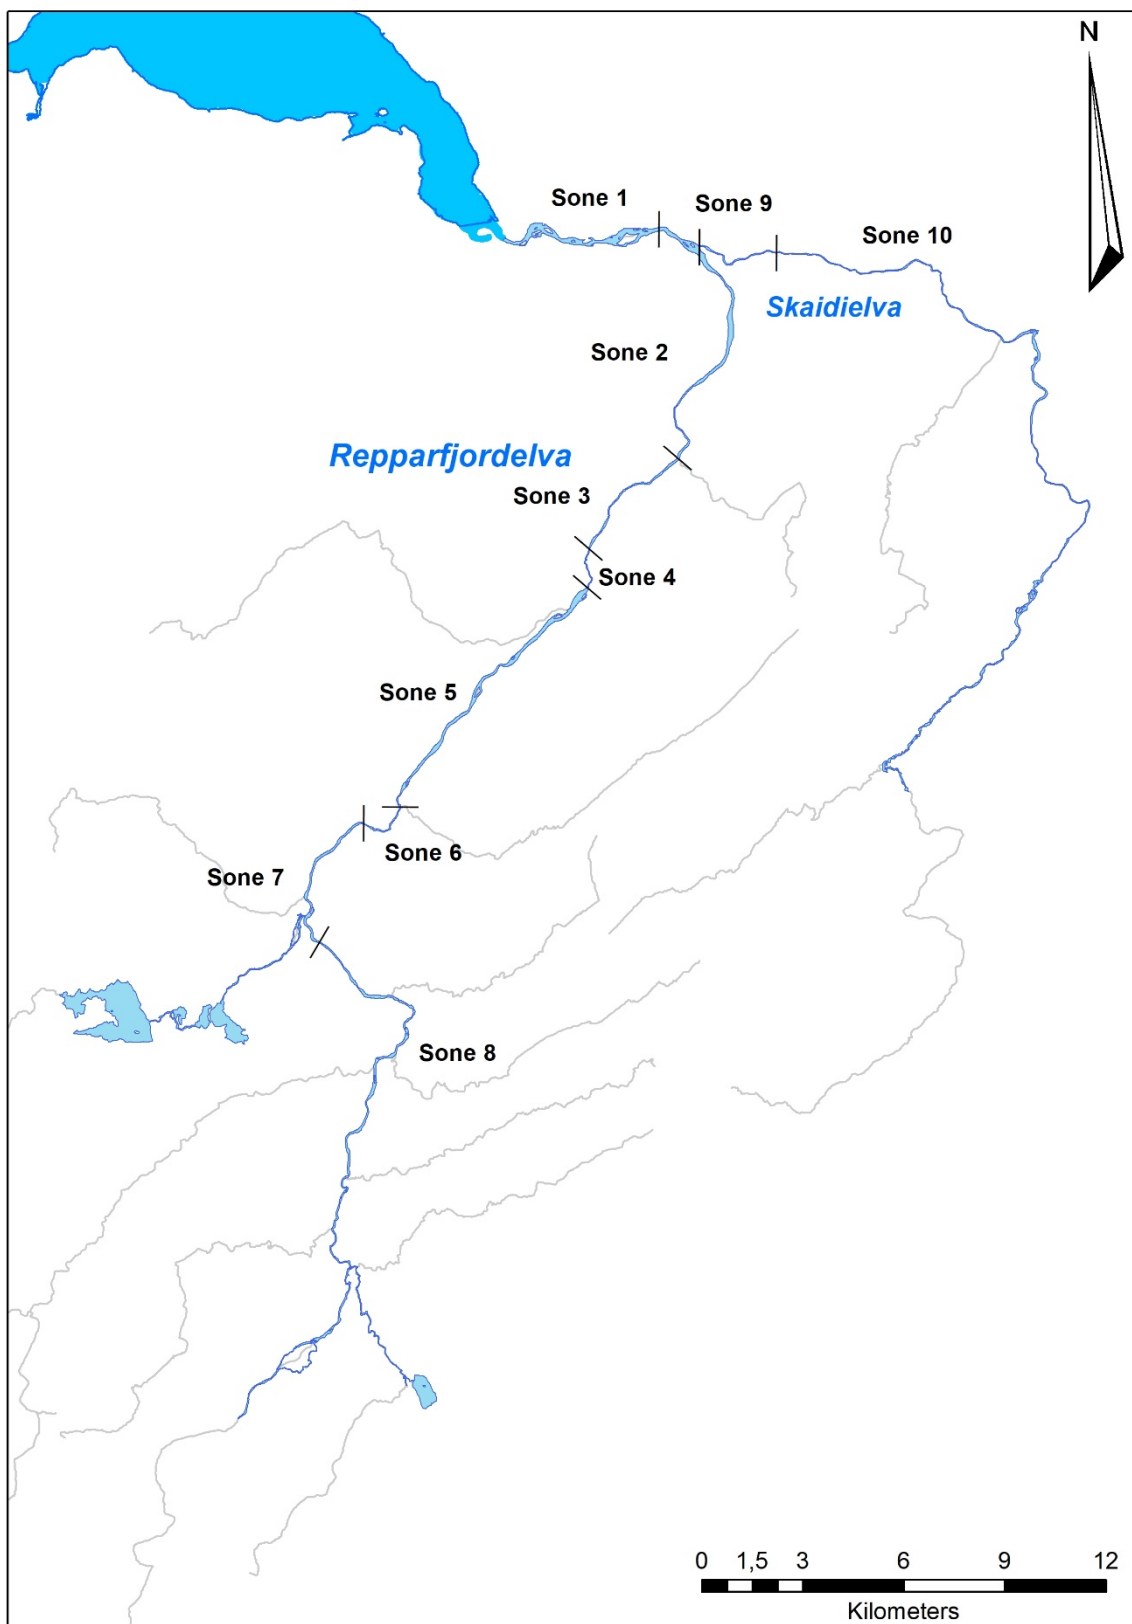 N
Sone 1
Sone 9
Sone 10
Skaidielva
Sone 2
Repparfjordelva
Sone 3
Sone 4
Sone 5
Sone 6
Sone 7
Sone 8
0 1,5 3 6 9 12
Kilometers